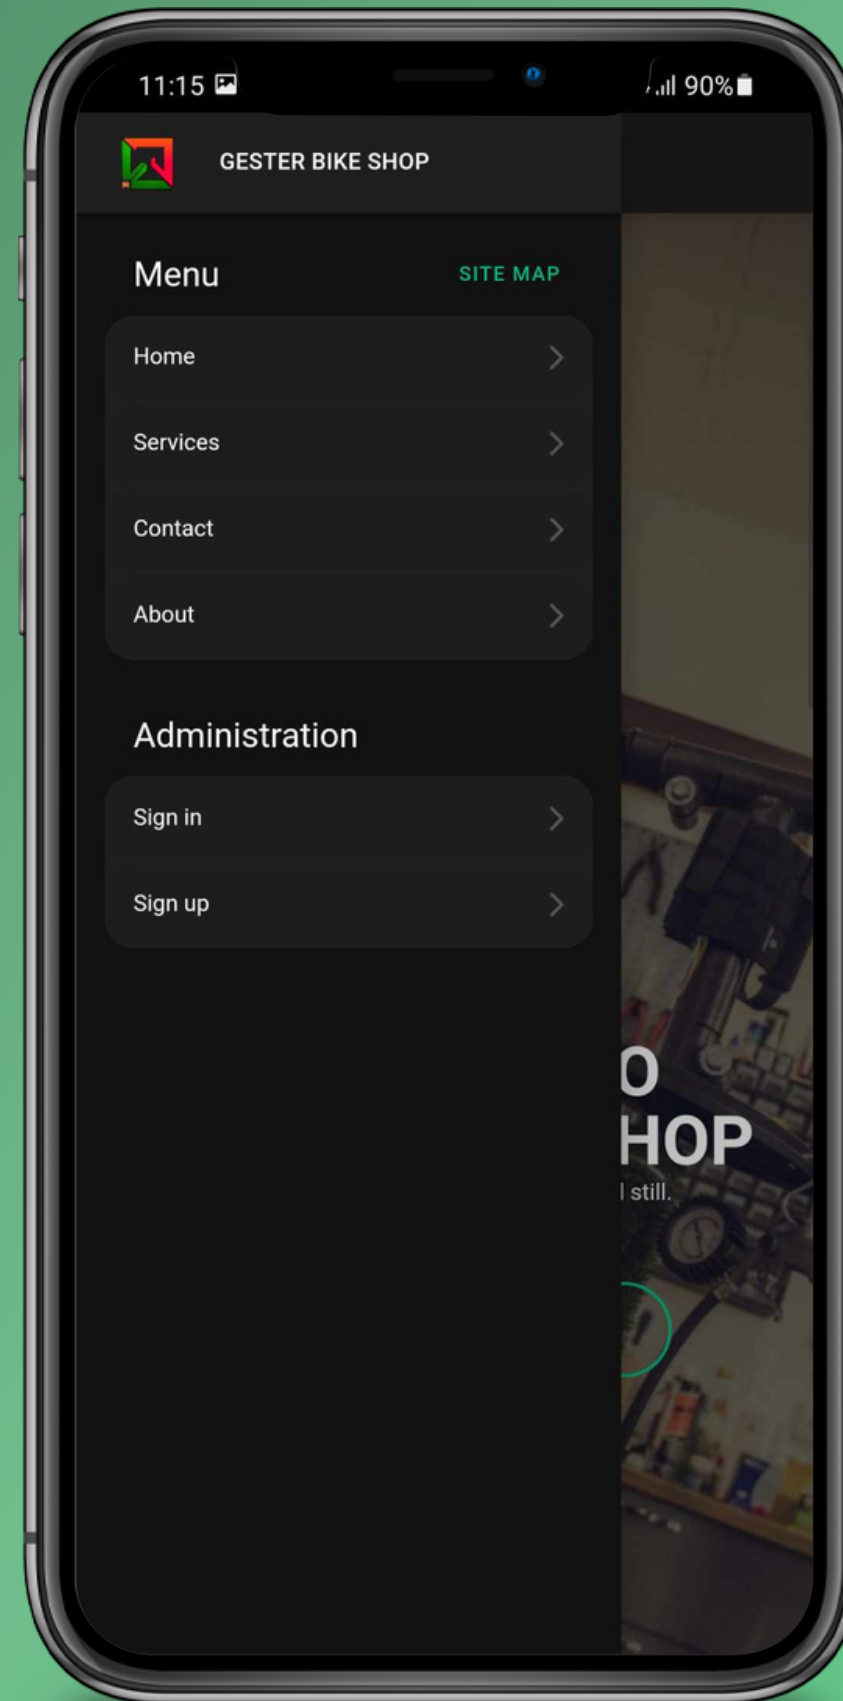 11:15 90%
GESTER BIKE SHOP
Menu SITE MAP
Home
Services
Contact
About
Administration
Sign in
Sign up
O
HOP
still.